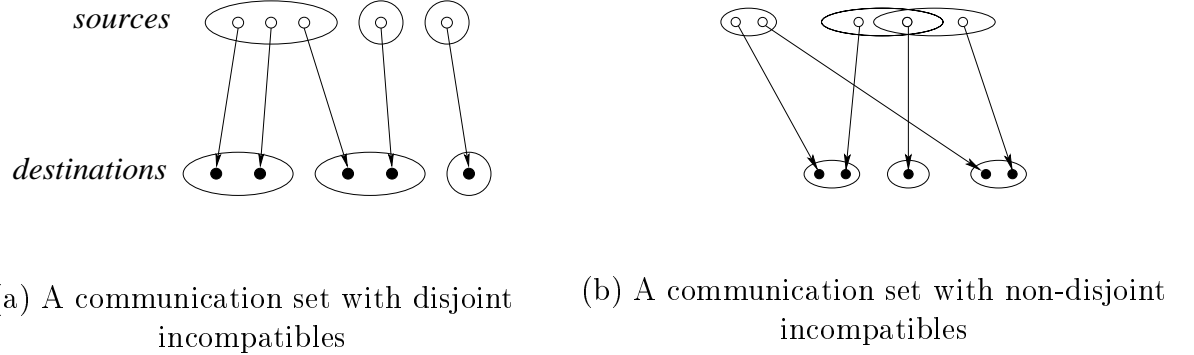 sources
destinations
a) A communication set with disjoint
incompatibles
(b) A communication set with non-disjoint
incompatibles